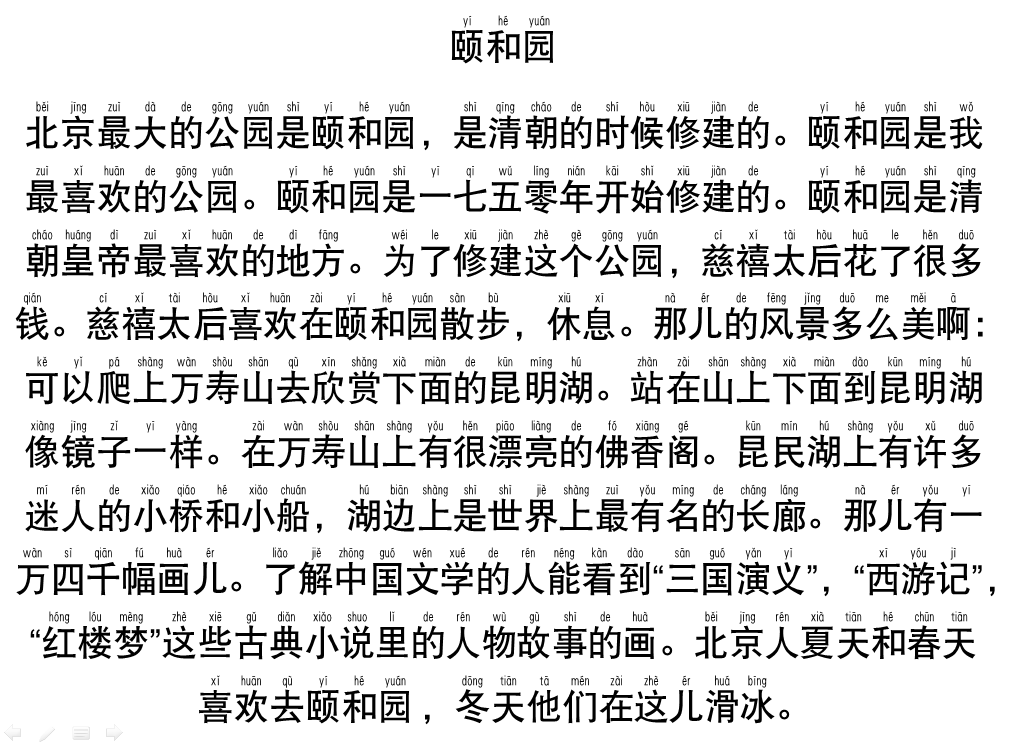 yí hé yuán
颐和园
běi jīng zuì dà de gōng yuán shì yí hé yuán shì qīng cháo de shí hòu xiū jiàn de yí hé yuán shì wǒ
北京最大的公园是颐和园，是清朝的时候修建的。颐和园是我
zuì xǐ huān de gōng yuán yí hé yuán shì yī qī wǔ líng nián kāi shǐ xiū jiàn de yí hé yuán shì qīng
最喜欢的公园。颐和园是一七五零年开始修建的。颐和园是清
cháo huáng dì zuì xǐ huān de dì fāng wèi le xiū jiàn zhè gè gōng yuán cí xǐ tài hòu huā le hěn duō
朝皇帝最喜欢的地方。为了修建这个公园，慈禧太后花了很多
qián cí xǐ tài hòu xǐ huān zài yí hé yuán sàn bù xiū xī nà ér de fēng jǐng duō me měi ā
钱。慈禧太后喜欢在颐和园散步，休息。那儿的风景多么美啊：
kě yǐ pá shàng wàn shòu shān qù xīn shǎng xià miàn de kūn míng hú zhàn zài shān shàng xià miàn dào kūn míng hú
可以爬上万寿山去欣赏下面的昆明湖。站在山上下面到昆明湖
xiàng jìng zǐ yī yàng zài wàn shòu shān shàng yǒu hěn piāo liàng de fó xiāng gé kūn mín hú shàng yǒu xǔ duō
像镜子一样。在万寿山上有很漂亮的佛香阁。昆民湖上有许多
mí rén de xiǎo qiáo hé xiǎo chuán hú biān shàng shì shì jiè shàng zuì yǒu míng de cháng láng nà ér yǒu yī
迷人的小桥和小船，湖边上是世界上最有名的长廊。那儿有一
wàn sì qiān fú huà ér liǎo jiě zhōng guó wén xué de rén néng kàn dào sān guó yǎn yì xī yóu jì
万四千幅画儿。了解中国文学的人能看到“三国演义”，“西游记”，
hóng lóu mèng zhè xiē gǔ diǎn xiǎo shuo lǐ de rén wù gù shì de huà běi jīng rén xià tiān hé chūn tiān
“红楼梦”这些古典小说里的人物故事的画。北京人夏天和春天
xǐ huān qù yí hé yuán dōng tiān tā mén zài zhè ér huá bīng
喜欢去颐和园，冬天他们在这儿滑冰。